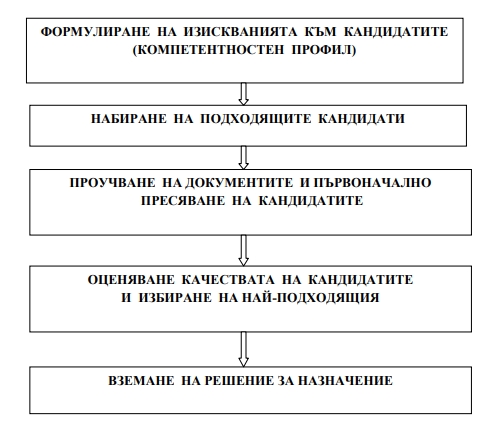 ФОРМУЛИРАНЕ НА ИЗИСКВАНИЯТА КЪМ КАНДИДАТИТЕ
(КОМПЕТЕНТНОСТЕН ПРОФИЛ)
НАБИРАНЕ НА ПОДХОДЯЩИТЕ КАНДИДАТИ
ПРОУЧВАНЕ НА ДОКУМЕНТИТЕ И ПЪРВОНАЧАЛНО
ПРЕСЯВАНЕ НА КАНДИДАТИТЕ
ОЦЕНЯВАНЕ КАЧЕСТВАТА НА КАНДИДАТИТЕ
И ИЗБИРАНЕ НА НАЙ-ПОДХОДЯЩИЯ
ВЗЕМАНЕ НА РЕШЕНИЕ ЗА НАЗНАЧЕНИЕ